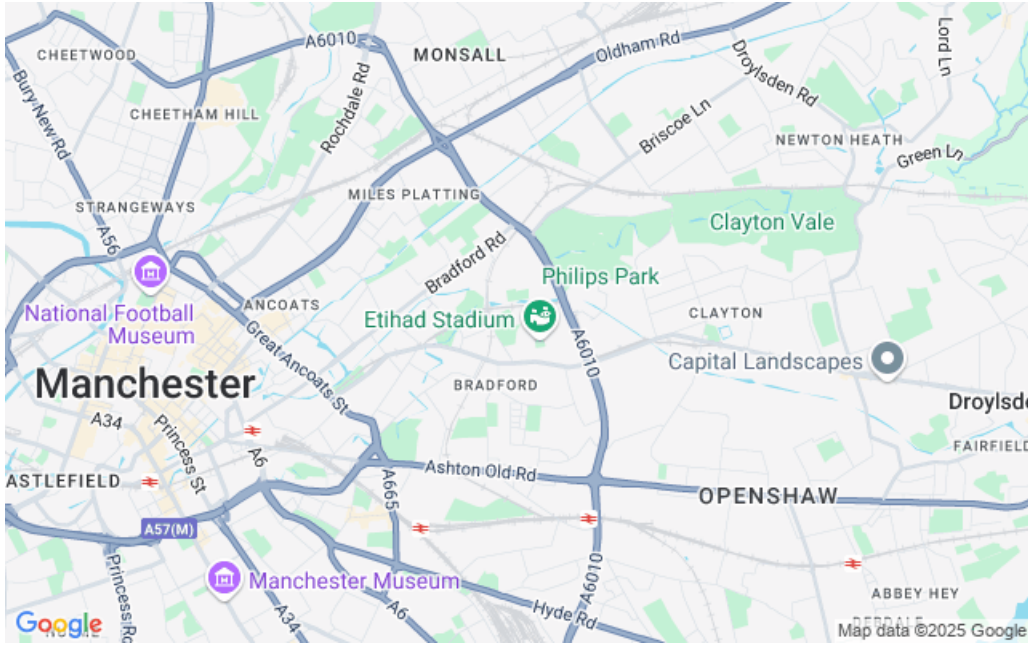 CHEETWOOD
A6010
MONSALL
Oldham Rd
Droylsden Rd
Lord Ln
Bury New Rd
CHEETHAM HILL
Rochdale Rd
Briscoe Ln
NEWTON HEATH
Green Ln
MILES PLATTING
STRANGEWAYS
A56
Clayton Vale
Bradford Rd
Philips Park
National Football
Museum
ANCOATS
Etihad Stadium
CLAYTON
Great Ancoats St
A6010
Capital Landscapes
Manchester
BRADFORD
Droylsde
A34
Princess St
A6
FAIRFIELD
ASTLEFIELD
A665
Ashton Old Rd
OPENSHAW
A57(M)
Princess Rd
Manchester Museum
A34
A6
Hyde Rd
A6010
ABBEY HEY
Google
Map data ©2025 Google